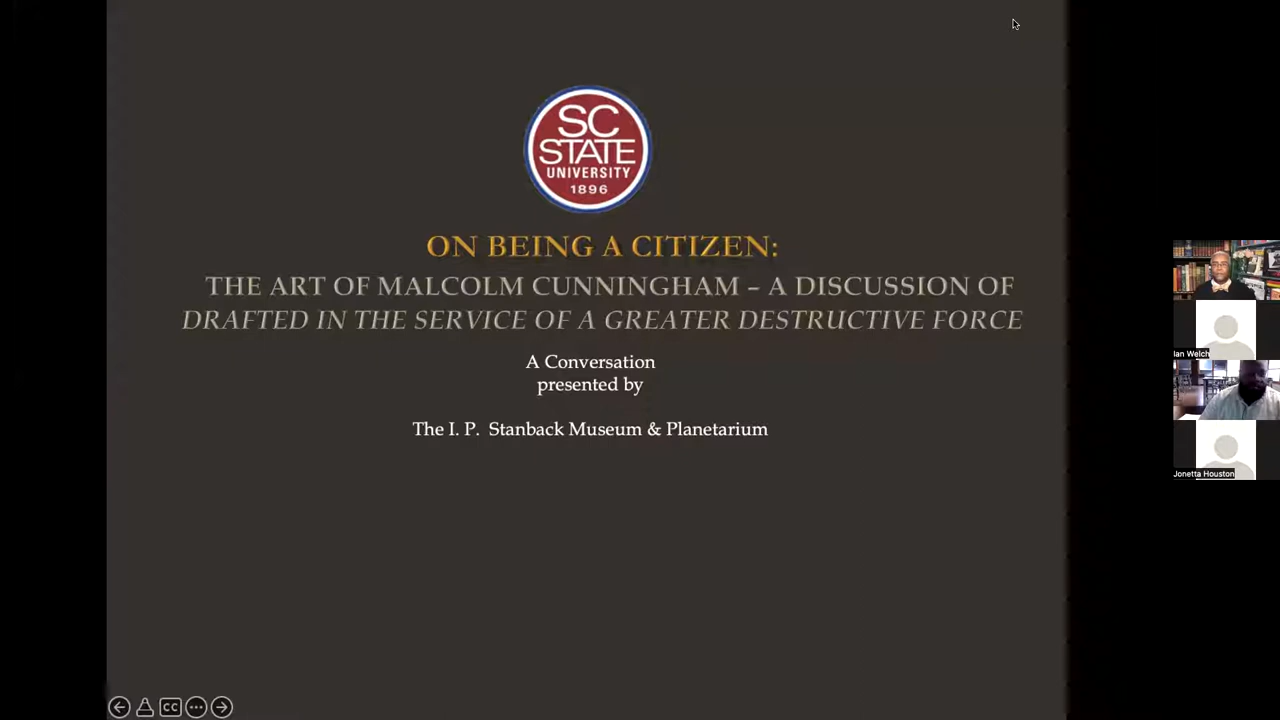 SC
STATE
UNIVERSITY
1896
ON BEING A CITIZEN:
THE ART OF MALCOLM CUNNINGHAM – A DISCUSSION OF
DRAFTED IN THE SERVICE OF A GREATER DESTRUCTIVE FORCE
A Conversation
presented by
The I. P. Stanback Museum & Planetarium
Ian Welch
Jonetta Houston
CC